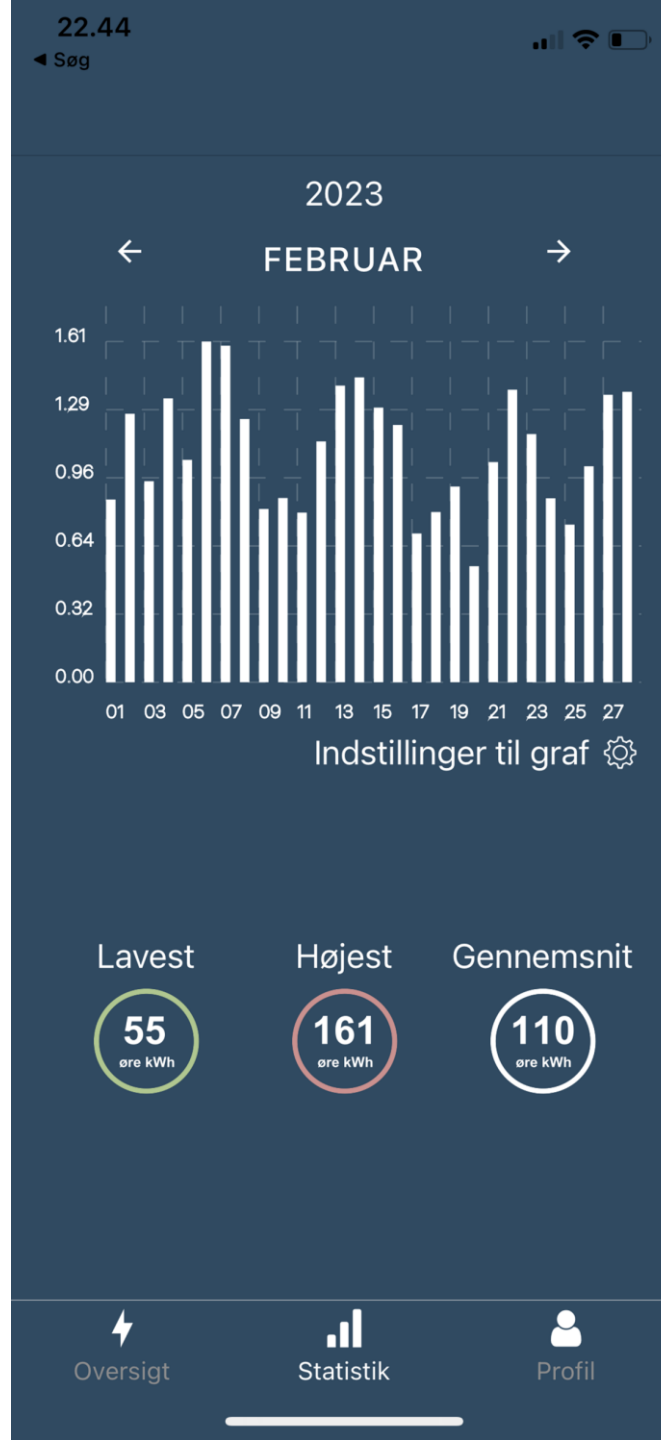 22.44
◀ Søg
2023
← FEBRUAR →
1.61
1.29
0.96
0.64
0.32
0.00
01 03 05 07 09 11 13 15 17 19 21 23 25 27
Indstillinger til graf
Lavest Højest Gennemsnit
55 161 110
øre kWh øre kWh øre kWh
Oversigt Statistik Profil